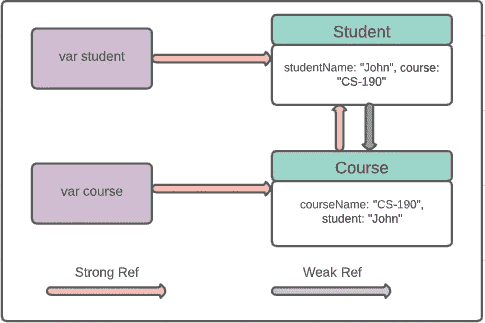 var student
Student
studentName: "John", course:
"CS-190"
var course
Course
courseName: "CS-190",
student: "John"
Strong Ref
Weak Ref